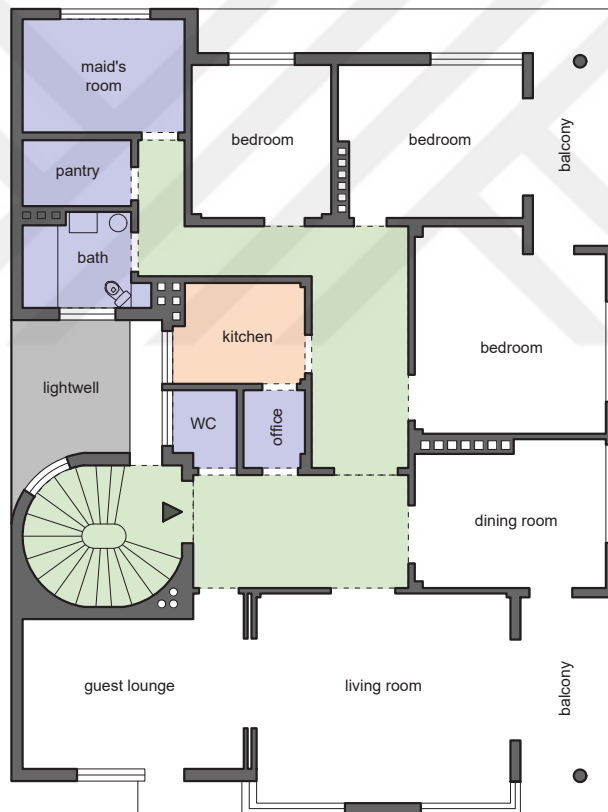 maid's
room
bedroom
bedroom
balcony
pantry
bath
kitchen
bedroom
lightwell
WC
office
dining room
guest lounge
living room
balcony